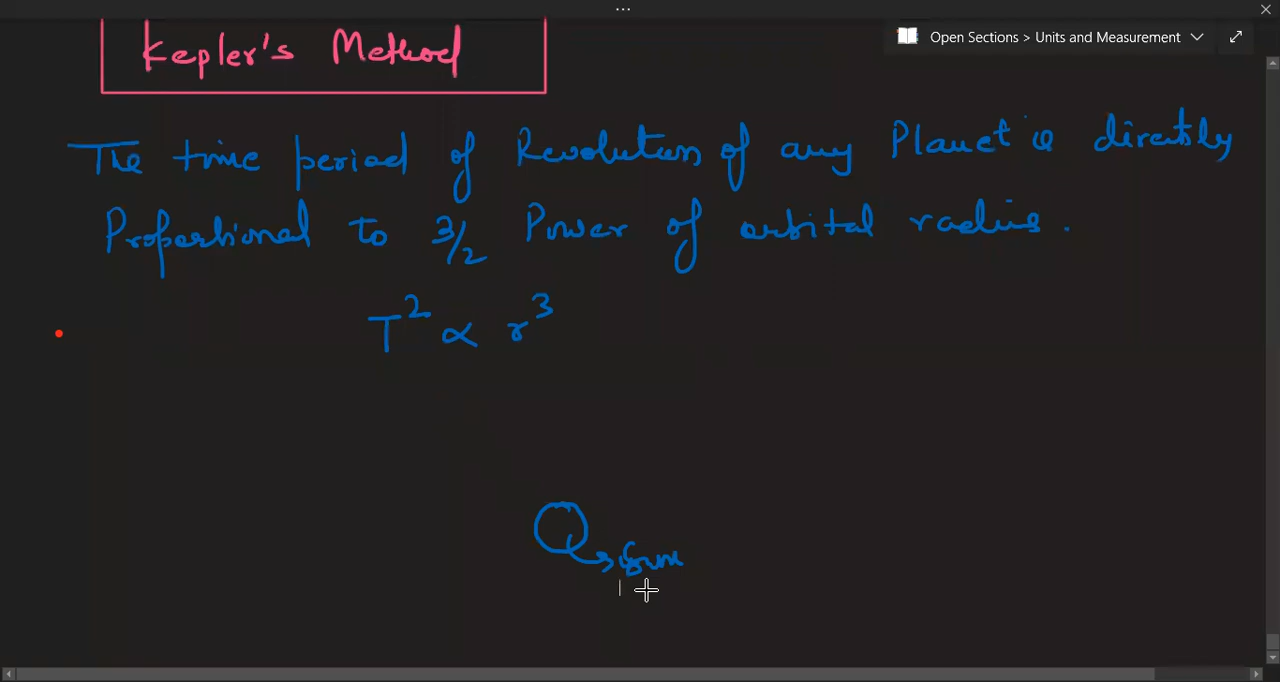 Open Sections > Units and Measurement
Kepler's Method
The time period of Revolution of any Planet is directly
Proportional to 3/2 Power of orbital radius.
T² ∝ r³
Sun